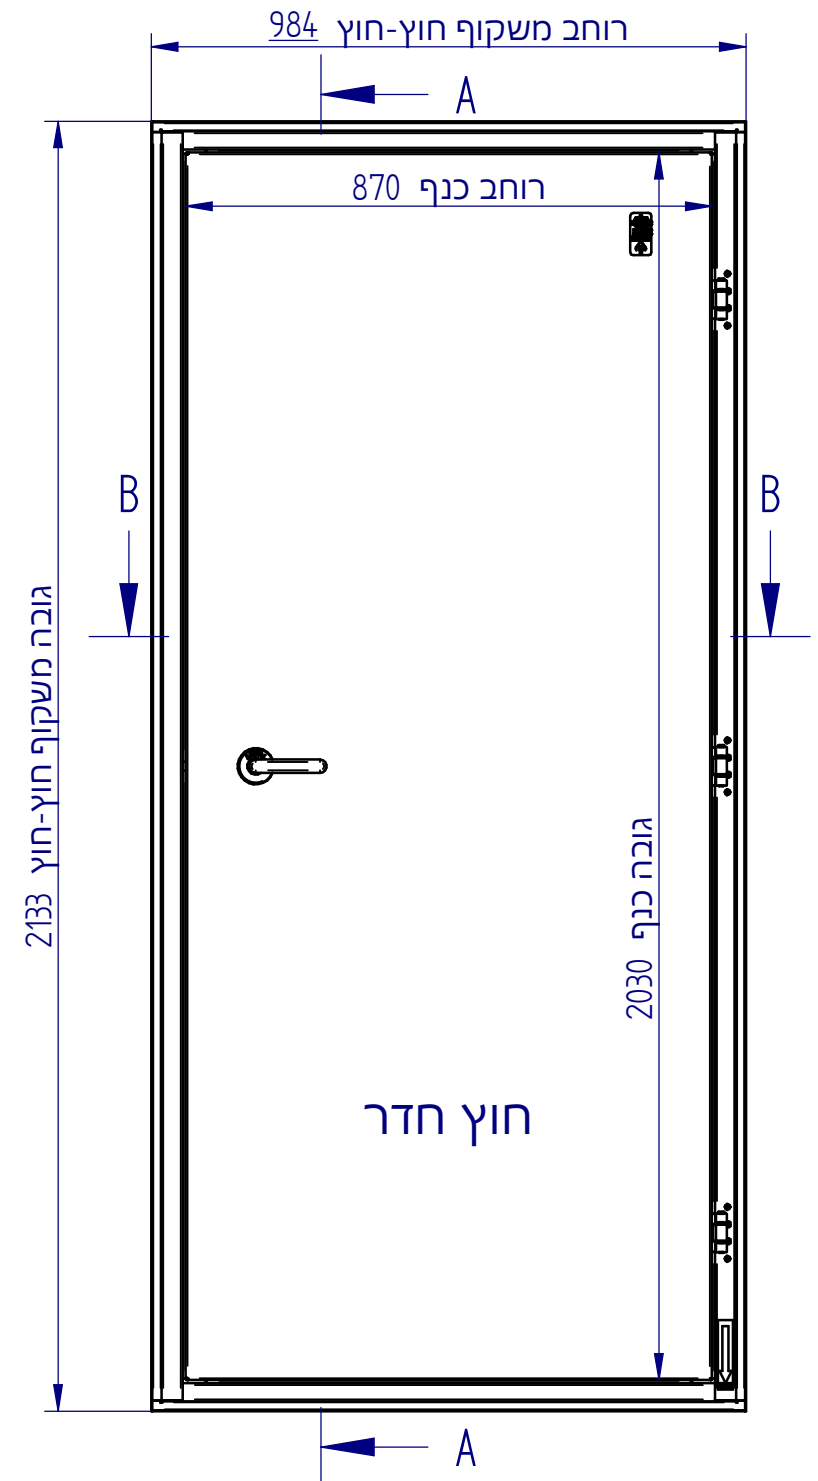 רוחב משקוף חוץ-חוץ 984
A
רוחב כנף 870
B
B
גובה משקוף חוץ-חוץ 2133
גובה כנף 2030
חוץ חדר
A